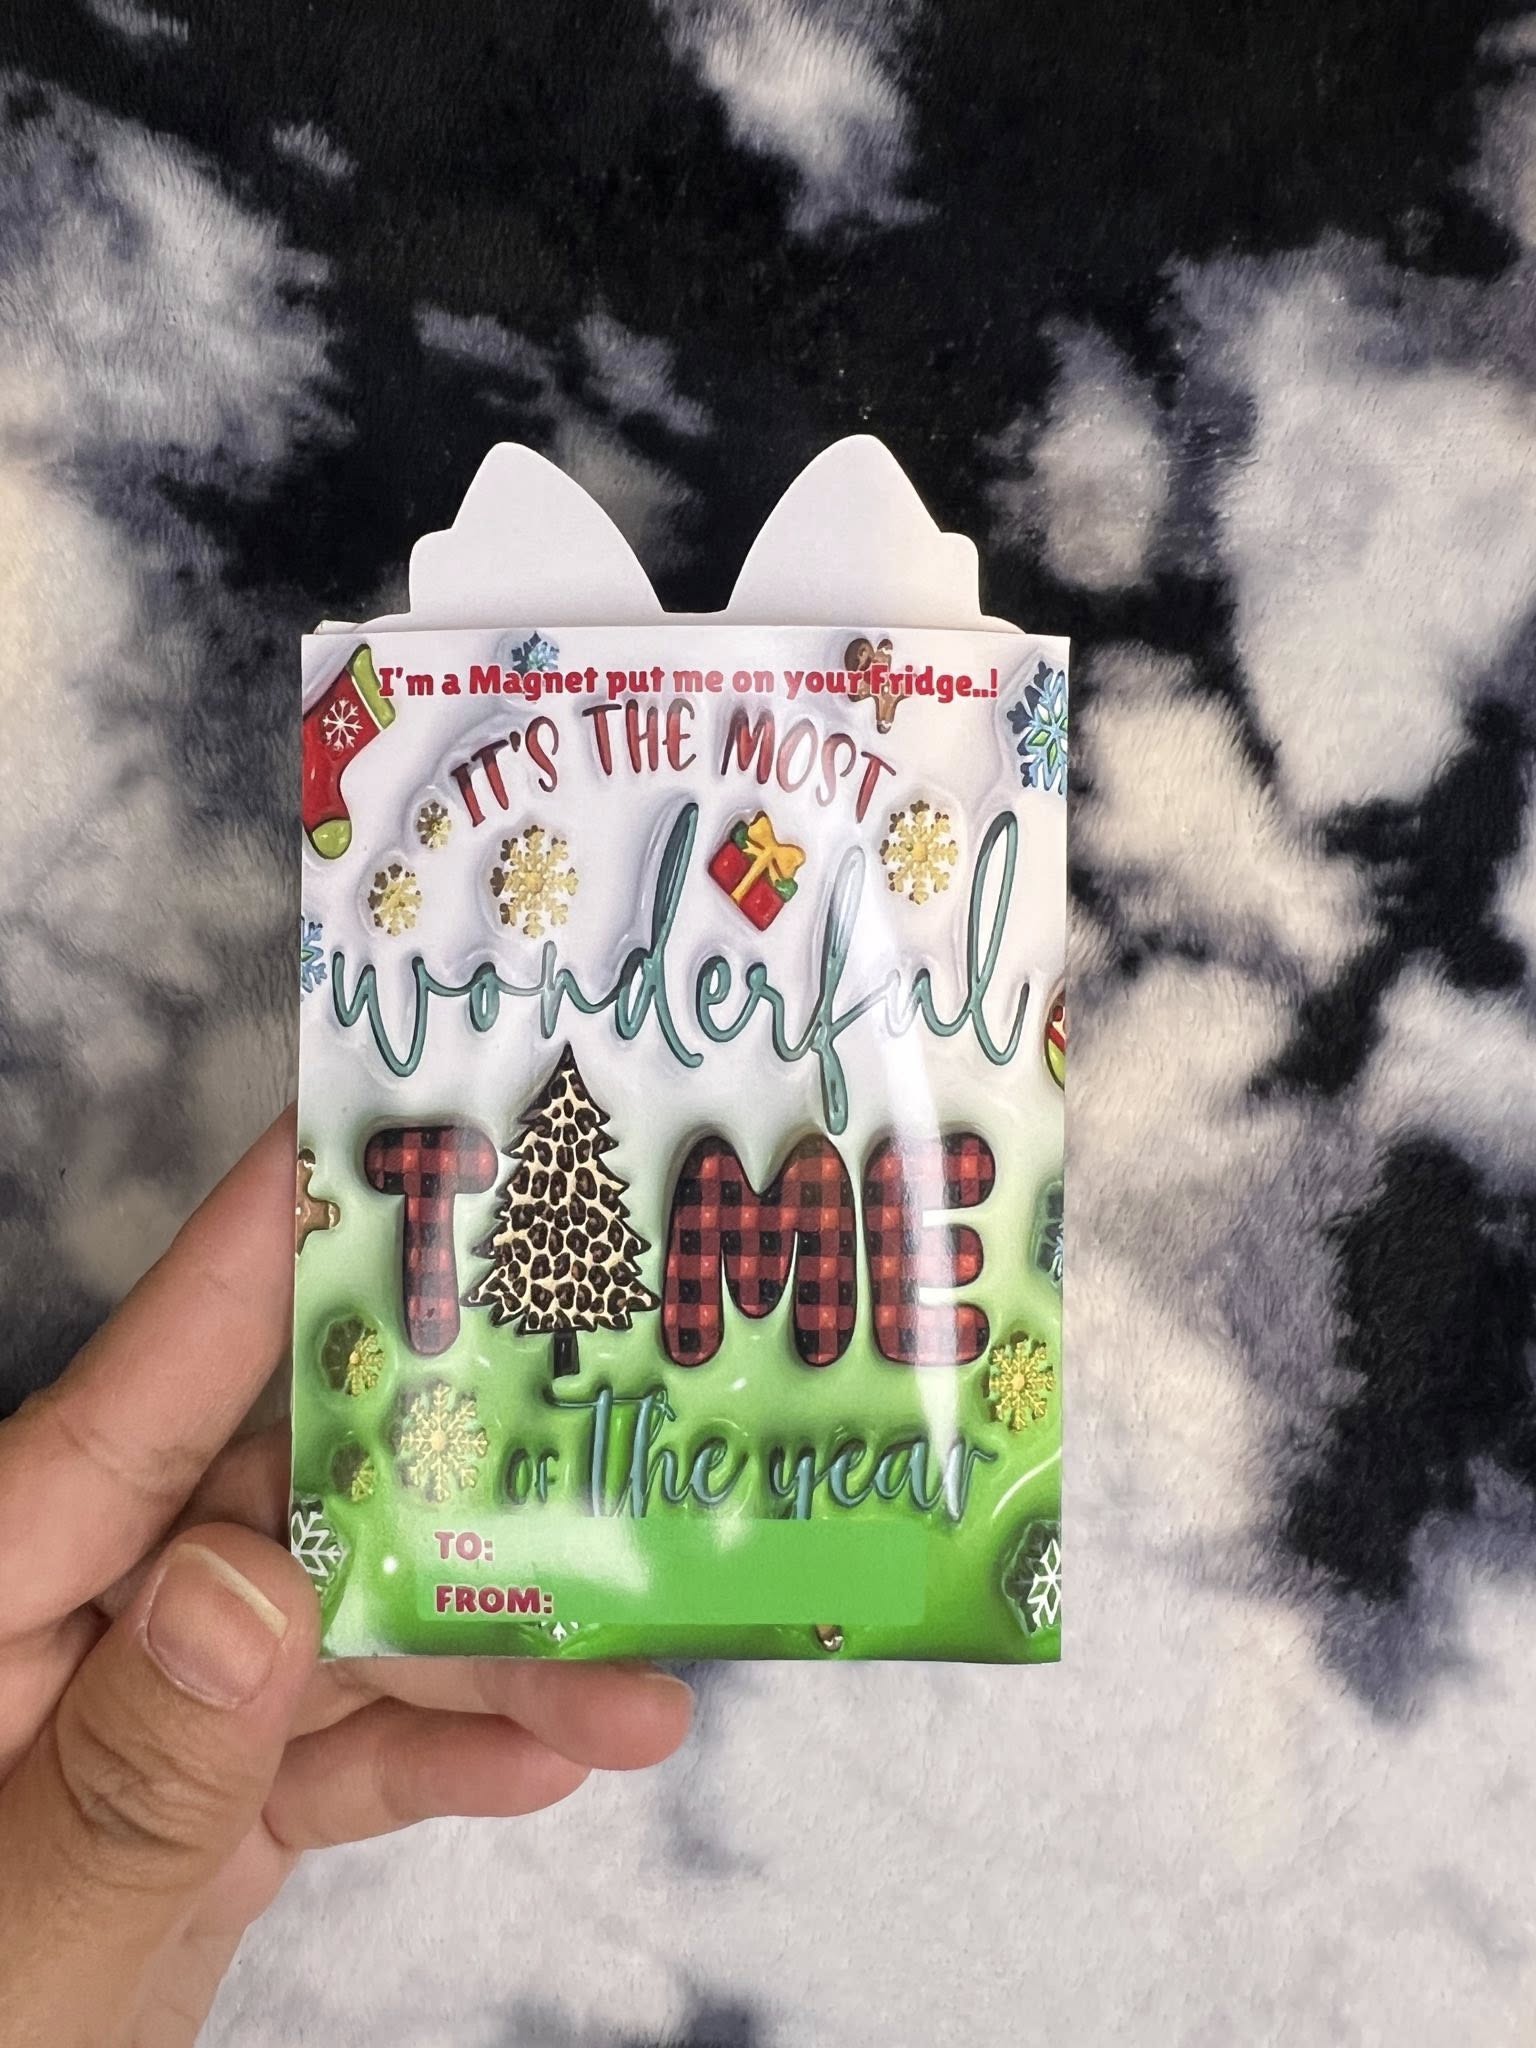 I'm a Magnet put me on your Fridge..!
IT'S THE MOST
wonderful
TIME
OF the year
TO:
FROM: